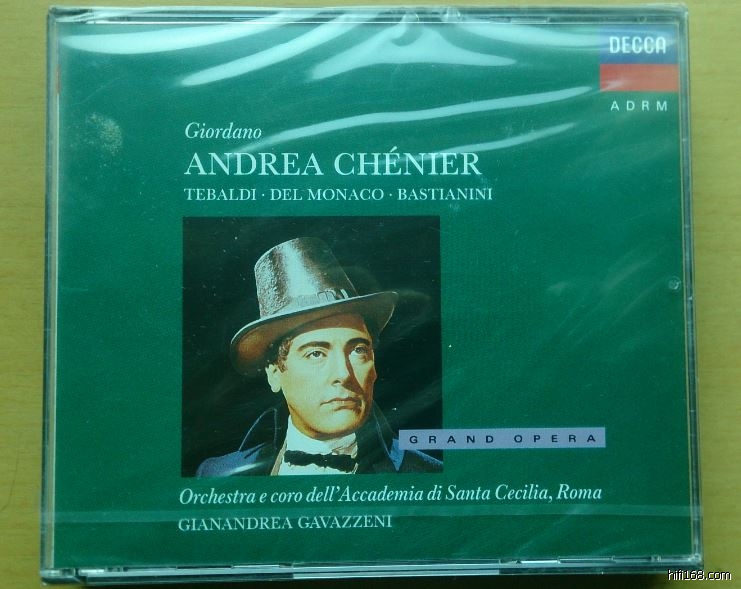 DECCA
ADRM
Giordano
ANDREA CHÉNIER
TEBALDI · DEL MONACO · BASTIANINI
GRAND OPERA
Orchestra e coro dell'Accademia di Santa Cecilia, Roma
GIANANDREA GAVAZZENI
hifi168.com